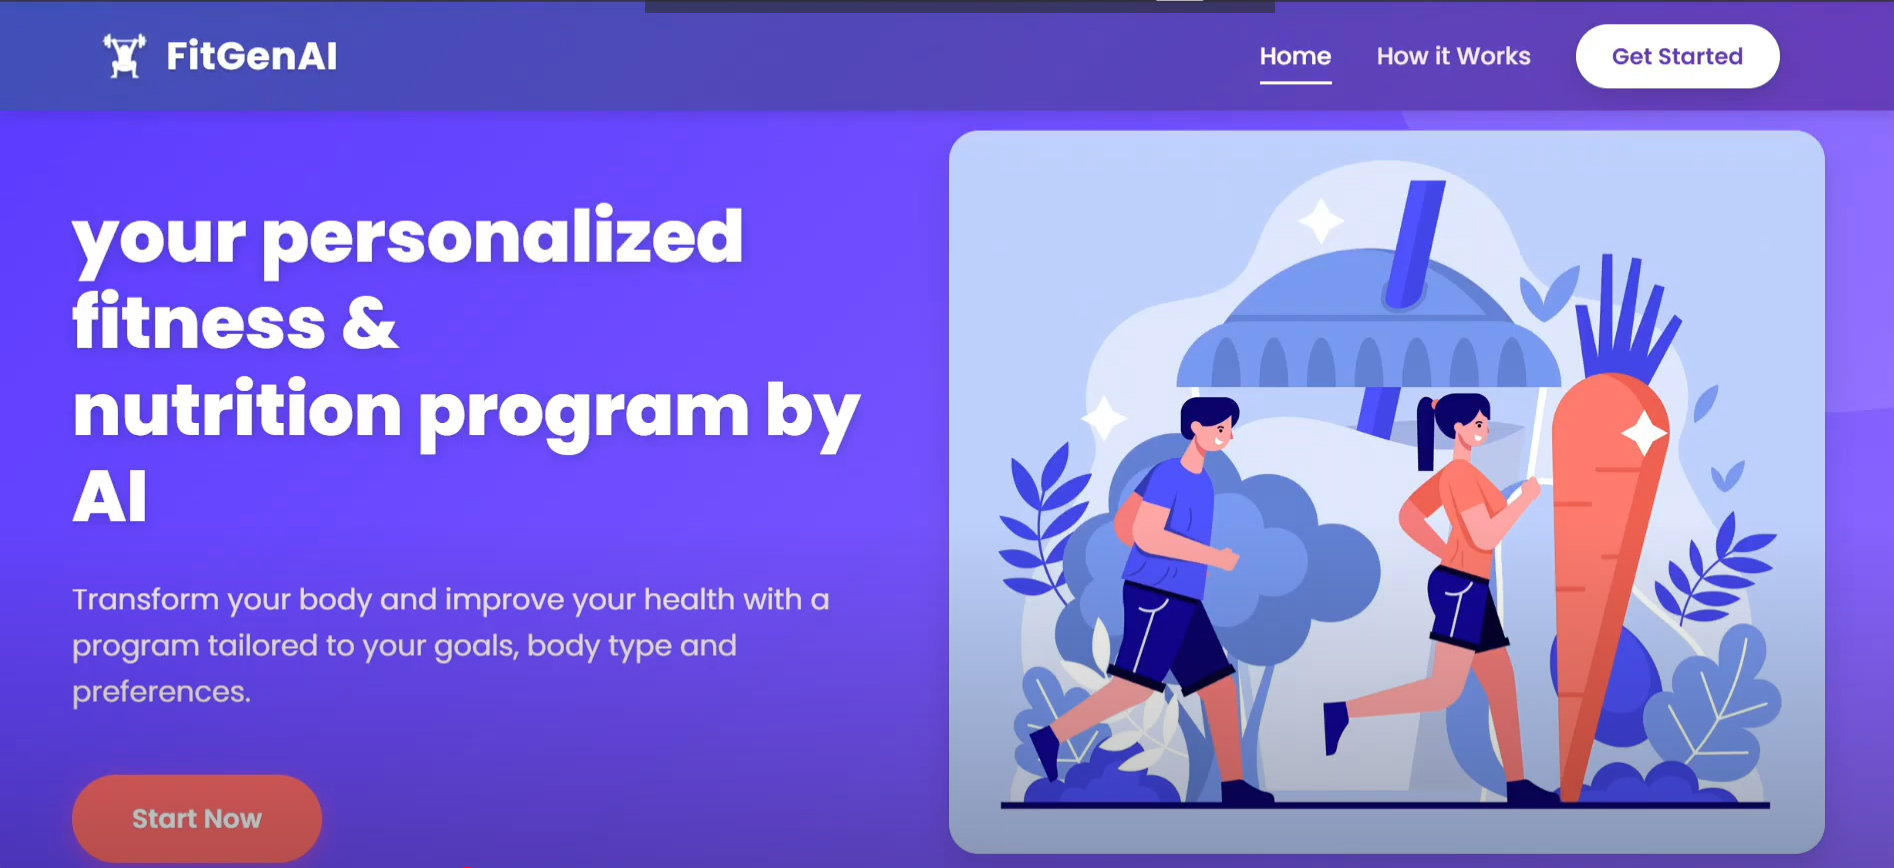 FitGenAI
Home
How it Works
Get Started
your personalized
fitness &
nutrition program by
AI
Transform your body and improve your health with a
program tailored to your goals, body type and
preferences.
Start Now